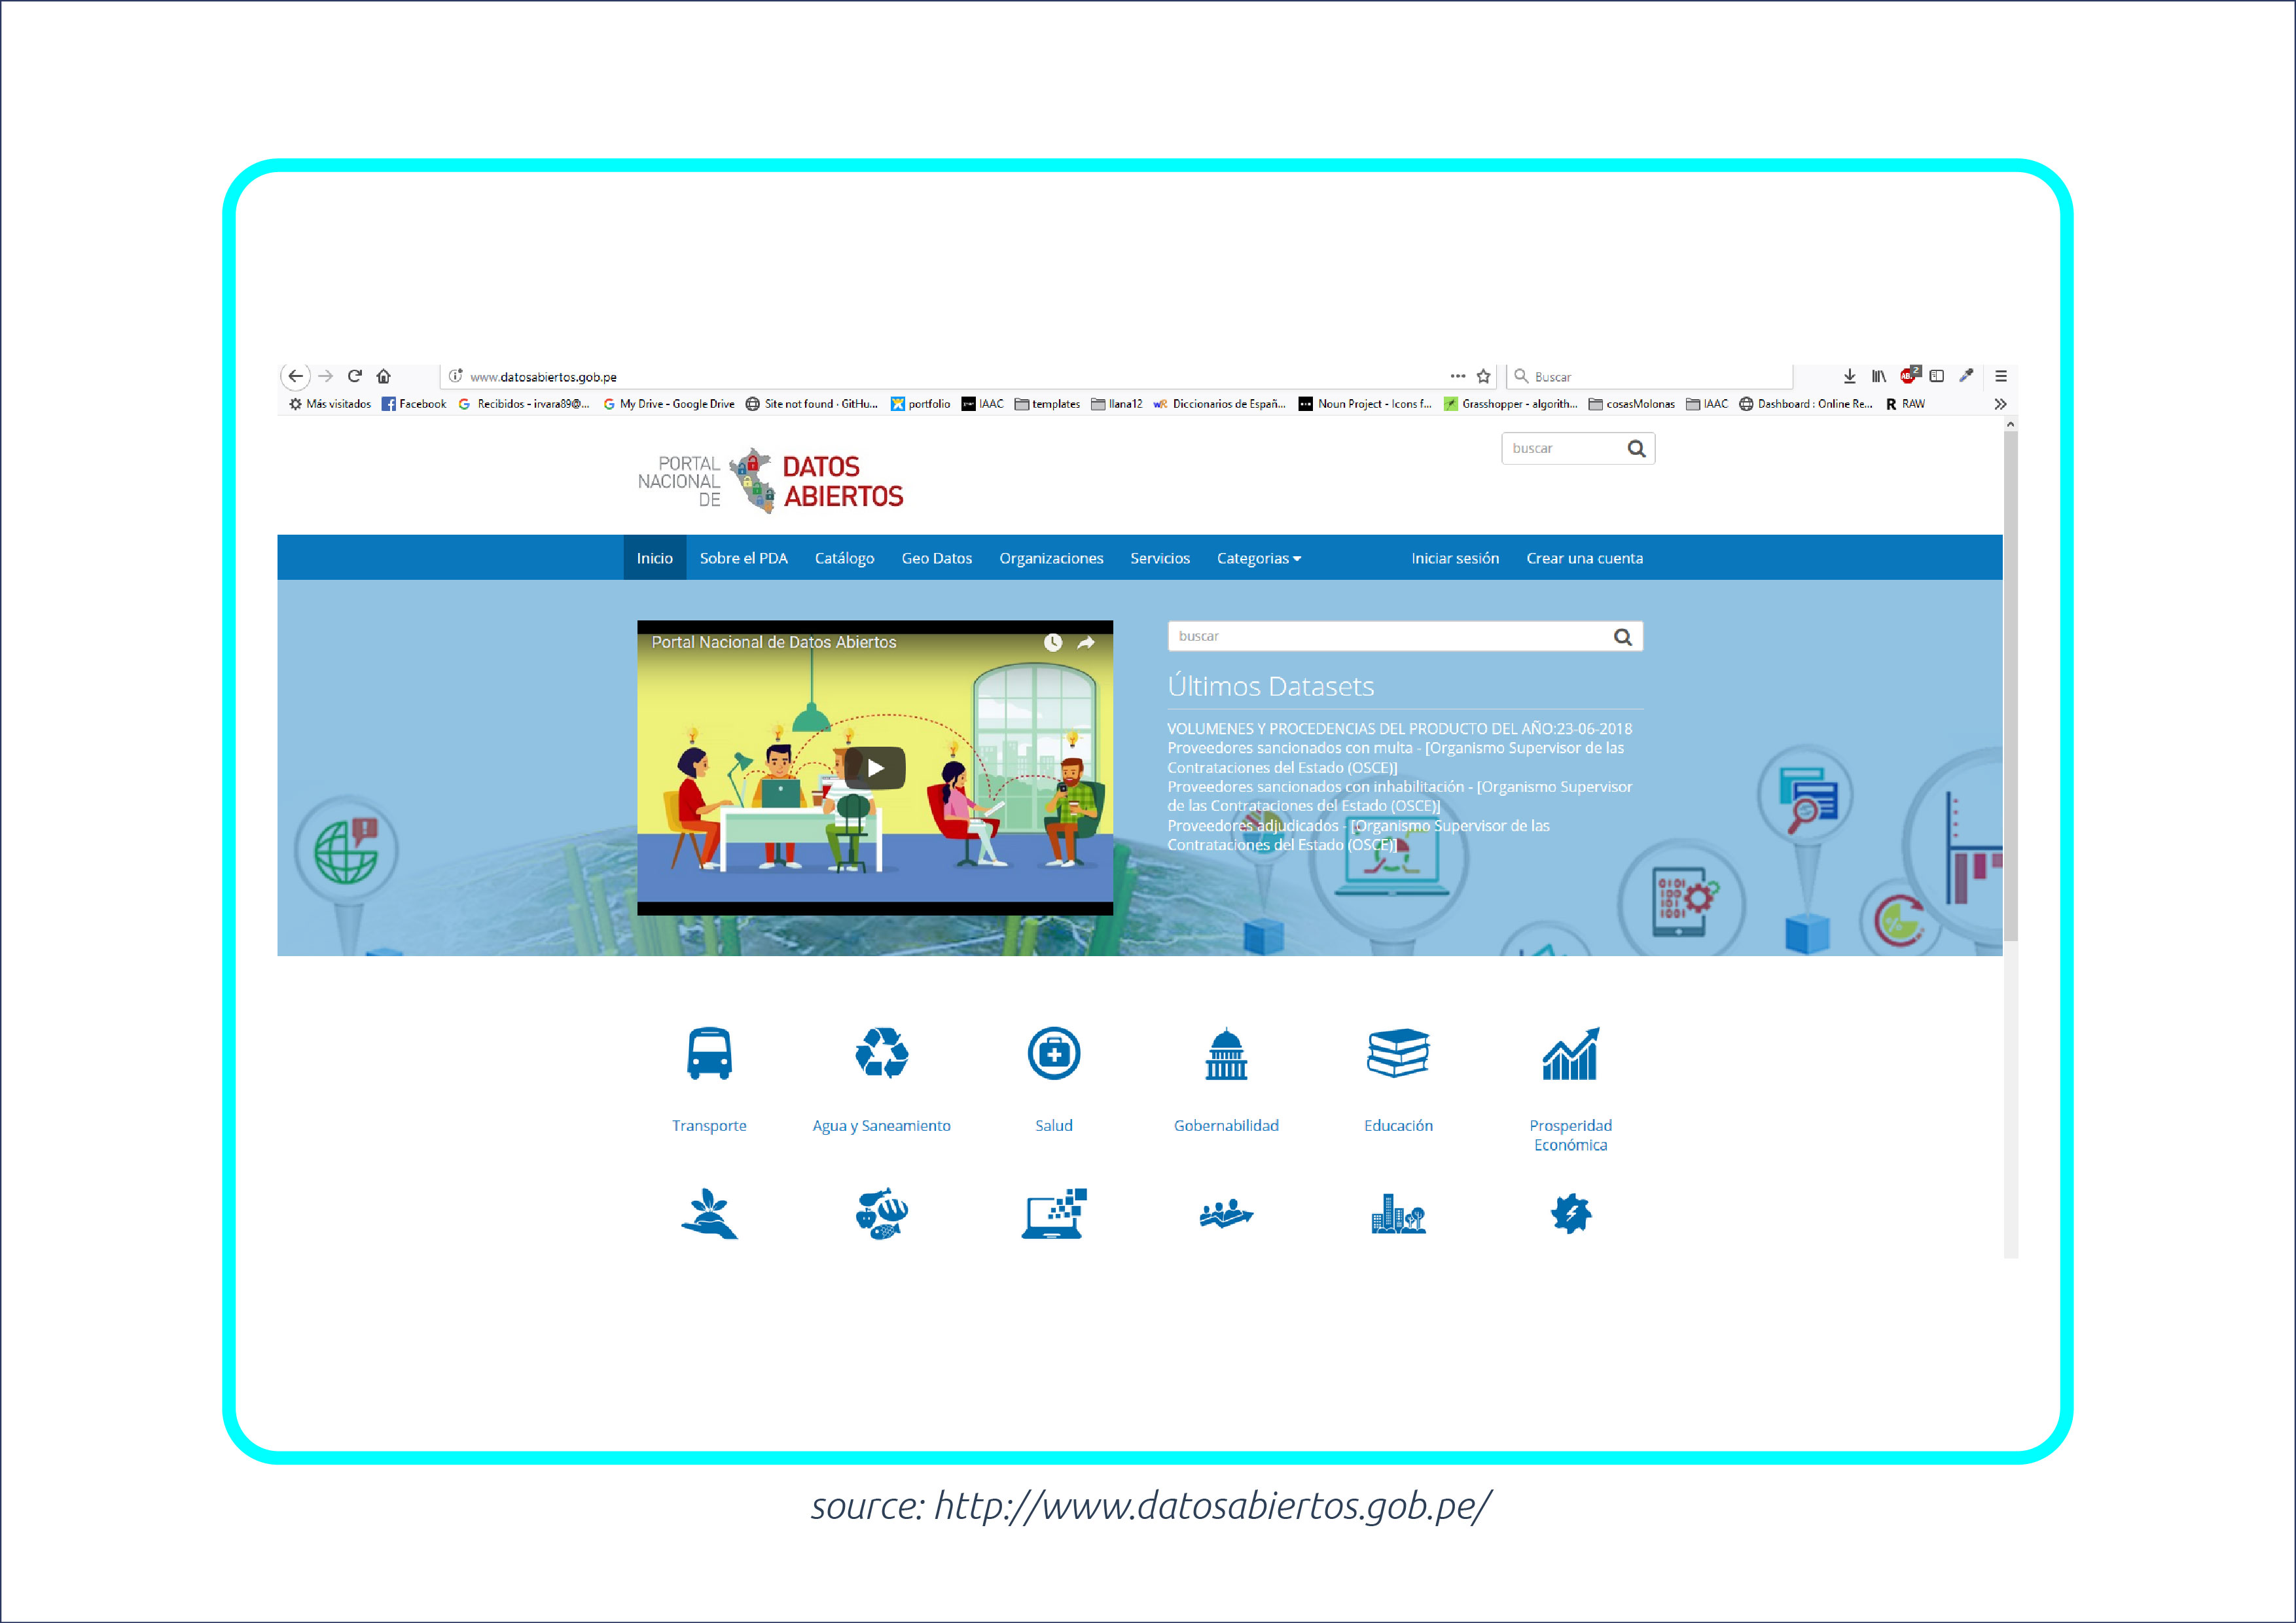 www.datosabiertos.gob.pe
Buscar
2
Más visitados Facebook Recibidos - irvara89@... My Drive - Google Drive Site not found · GitHu... portfolio IAAC templates llana12 wR Diccionarios de Españ... Noun Project - Icons f... Grasshopper - algorith... cosasMolonas IAAC Dashboard : Online Re... R RAW
buscar
PORTAL
NACIONAL
DE
DATOS
ABIERTOS
Inicio Sobre el PDA Catálogo Geo Datos Organizaciones Servicios Categorias Iniciar sesión Crear una cuenta
Portal Nacional de Datos Abiertos
buscar
Últimos Datasets
VOLUMENES Y PROCEDENCIAS DEL PRODUCTO DEL AÑO:23-06-2018
Proveedores sancionados con multa - [Organismo Supervisor de las
Contrataciones del Estado (OSCE)]
Proveedores sancionados con inhabilitación - [Organismo Supervisor
de las Contrataciones del Estado (OSCE)]
Proveedores adjudicados - [Organismo Supervisor de las
Contrataciones del Estado (OSCE)]
Transporte Agua y Saneamiento Salud Gobernabilidad Educación Prosperidad
Económica
source: http://www.datosabiertos.gob.pe/